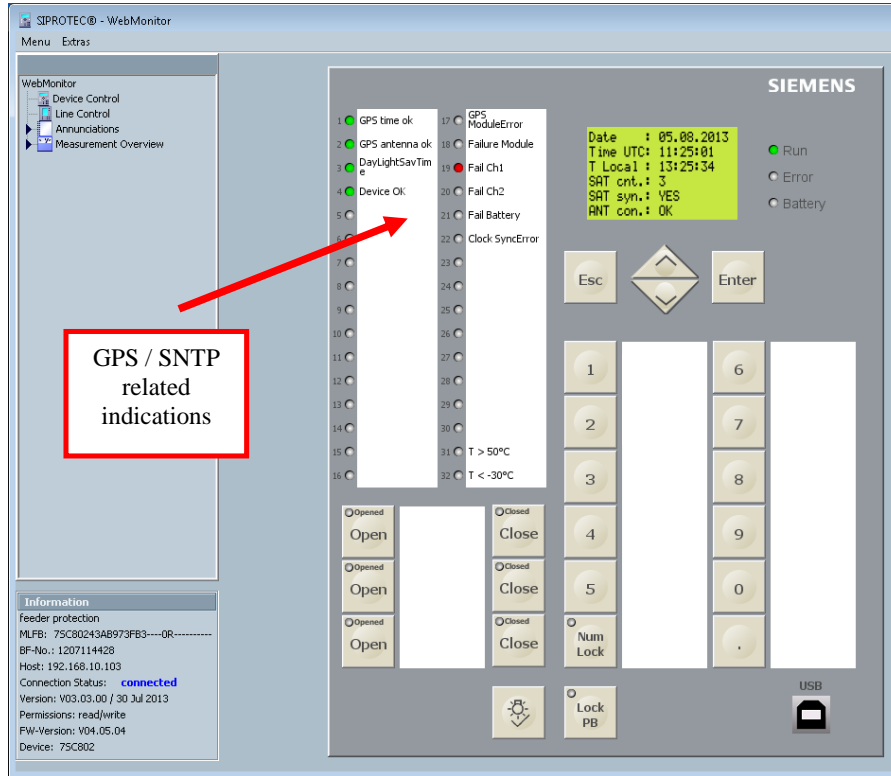 SIPROTEC® - WebMonitor
Menu Extras
WebMonitor
Device Control
Line Control
Annunciations
Measurement Overview
SIEMENS
1 GPS time ok
2 GPS antenna ok
3 DayLightSavTim
e
4 Device OK
5
6
7
8
9
10
11
12
13
14
15
16
17 GPS
ModuleError
18 Failure Module
19 Fail Ch1
20 Fail Ch2
21 Fail Battery
22 Clock SyncError
23
24
25
26
27
28
29
30
31 T > 50°C
32 T < -30°C
Date : 05.08.2013
Time UTC: 11:25:01
T Local : 13:25:34
SAT cnt.: 3
SAT syn.: YES
ANT con.: OK
Run
Error
Battery
Esc
Enter
GPS / SNTP
related
indications
1
2
3
4
5
Num
Lock
6
7
8
9
0
.
Opened
Open
Closed
Close
Opened
Open
Closed
Close
Opened
Open
Closed
Close
Lock
PB
USB
Information
feeder protection
MLFB: 7SC80243AB973FB3----0R----------
BF-No.: 1207114428
Host: 192.168.10.103
Connection Status: connected
Version: V03.03.00 / 30 Jul 2013
Permissions: read/write
FW-Version: V04.05.04
Device: 7SC802